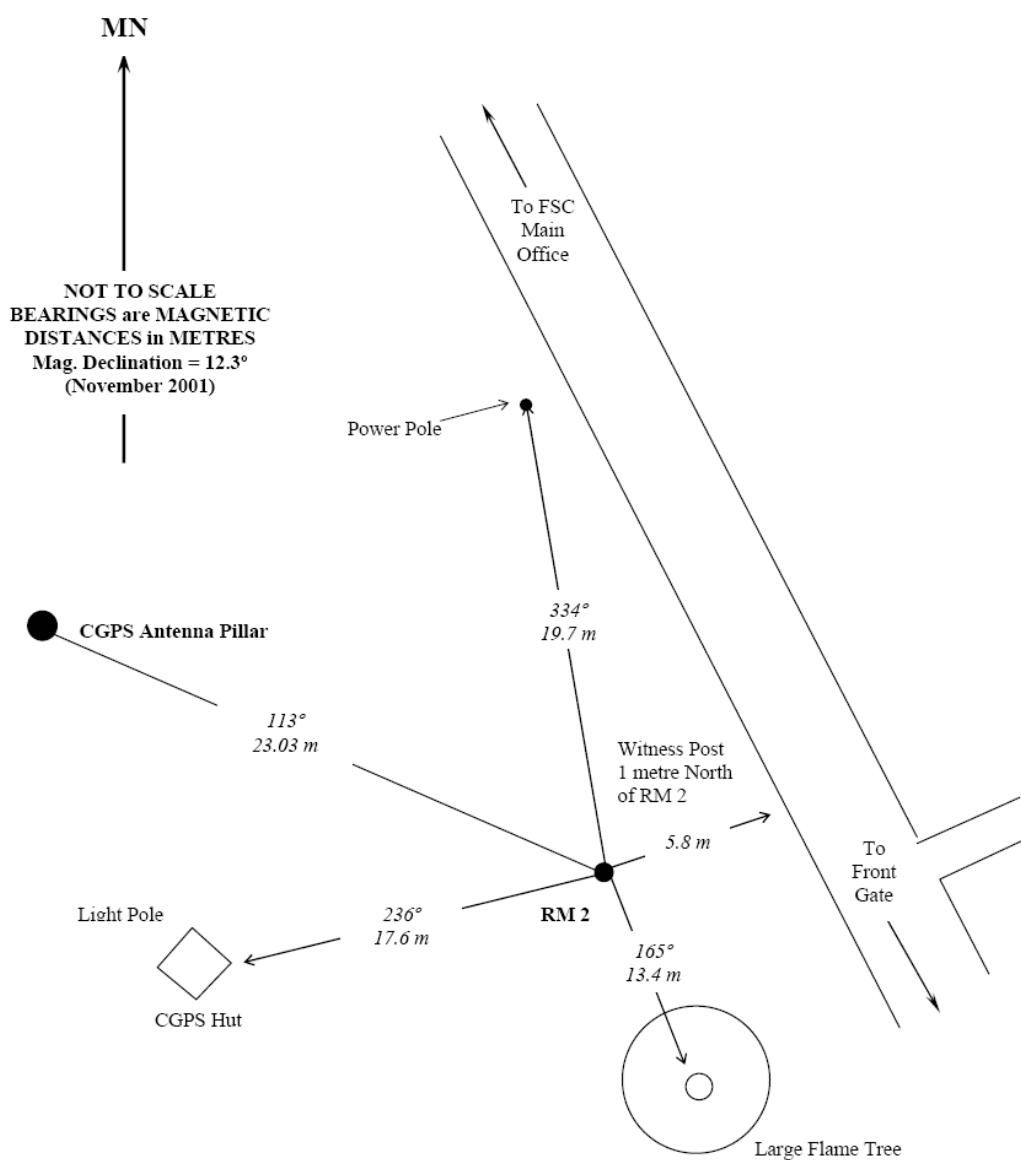 MN
To FSC
Main
Office
NOT TO SCALE
BEARINGS are MAGNETIC
DISTANCES in METRES
Mag. Declination = 12.3º
(November 2001)
Power Pole
334°
19.7 m
CGPS Antenna Pillar
113°
23.03 m
Witness Post
1 metre North
of RM 2
5.8 m
To
Front
Gate
RM 2
Light Pole
236°
17.6 m
165°
13.4 m
CGPS Hut
Large Flame Tree